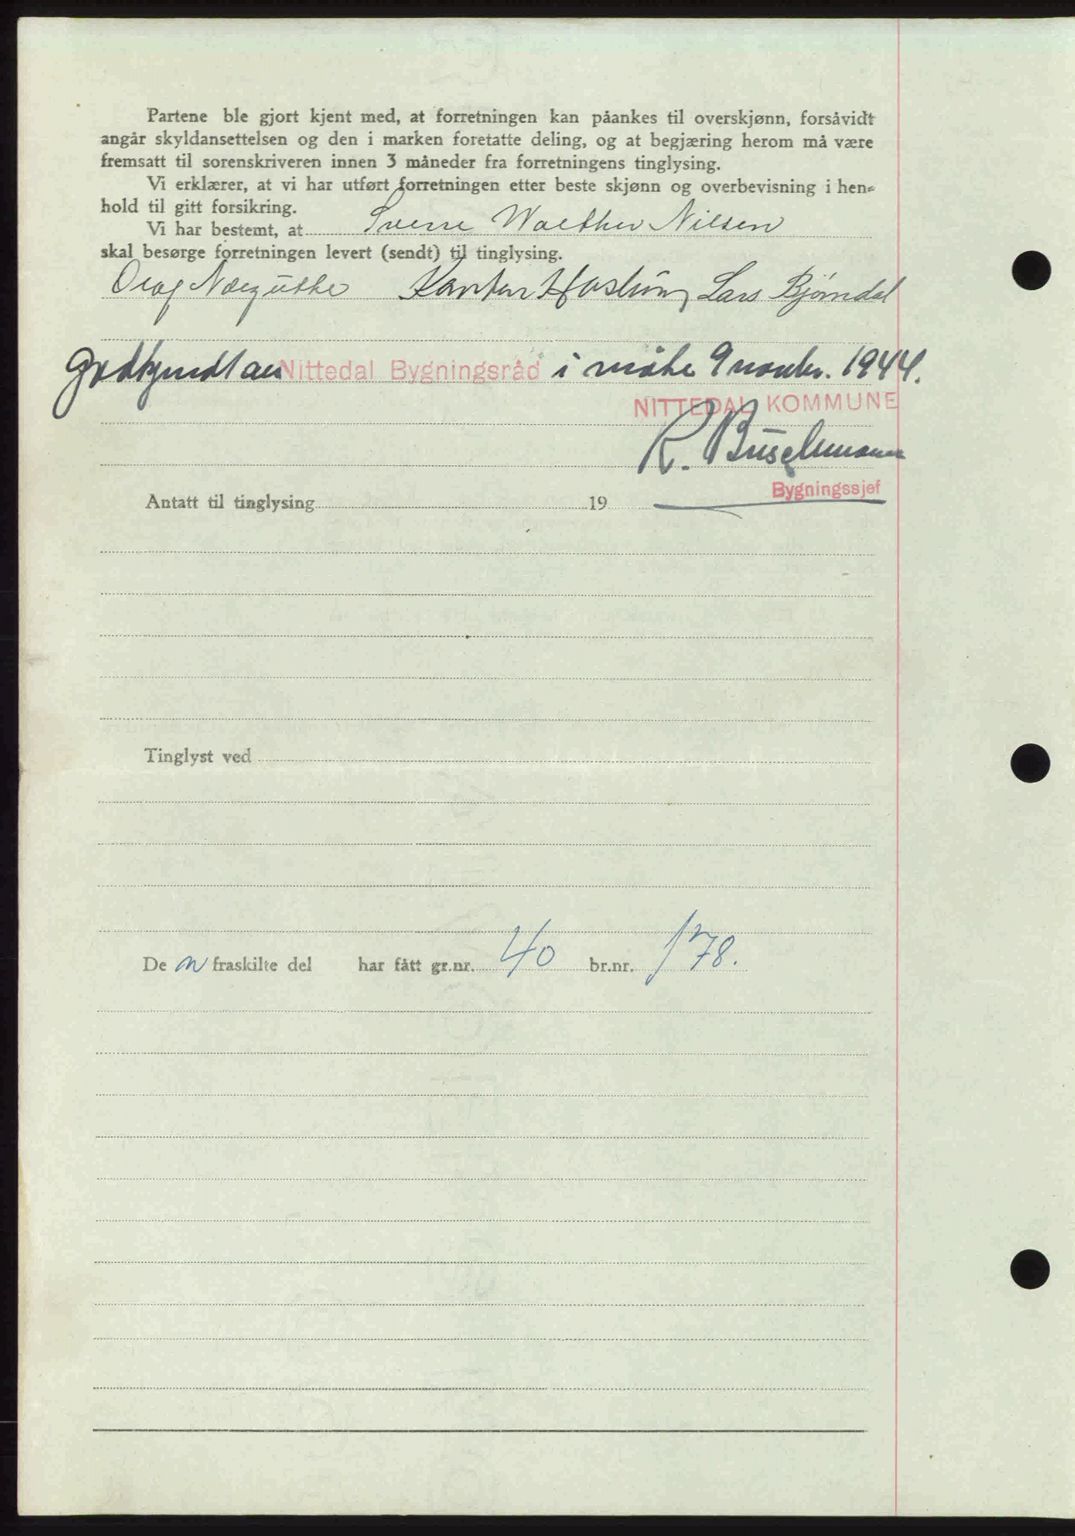 Partene ble gjort kjent med, at forretningen kan påankes til overskjønn, forsåvidt
angår skyldansettelsen og den i marken foretatte deling, og at begjæring herom må være
fremsatt til sorenskriveren innen 3 måneder fra forretningens tinglysing.
Vi erklærer, at vi har utført forretningen etter beste skjønn og overbevisning i hen=
hold til gitt forsikring.
Vi har bestemt, at Sverre Walther Nilsen
skal besørge forretningen levert (sendt) til tinglysing.
Olaf Lars Bjørndal
Godkjendt av Nittedal Bygningsråd i møte 9 novbr. 1944.
NITTEDAL KOMMUNE
R. Buschmann
Bygningssjef
Antatt til tinglysing 19
Tinglyst ved
De n fraskilte del har fått gr.nr. 40 br.nr. 178.